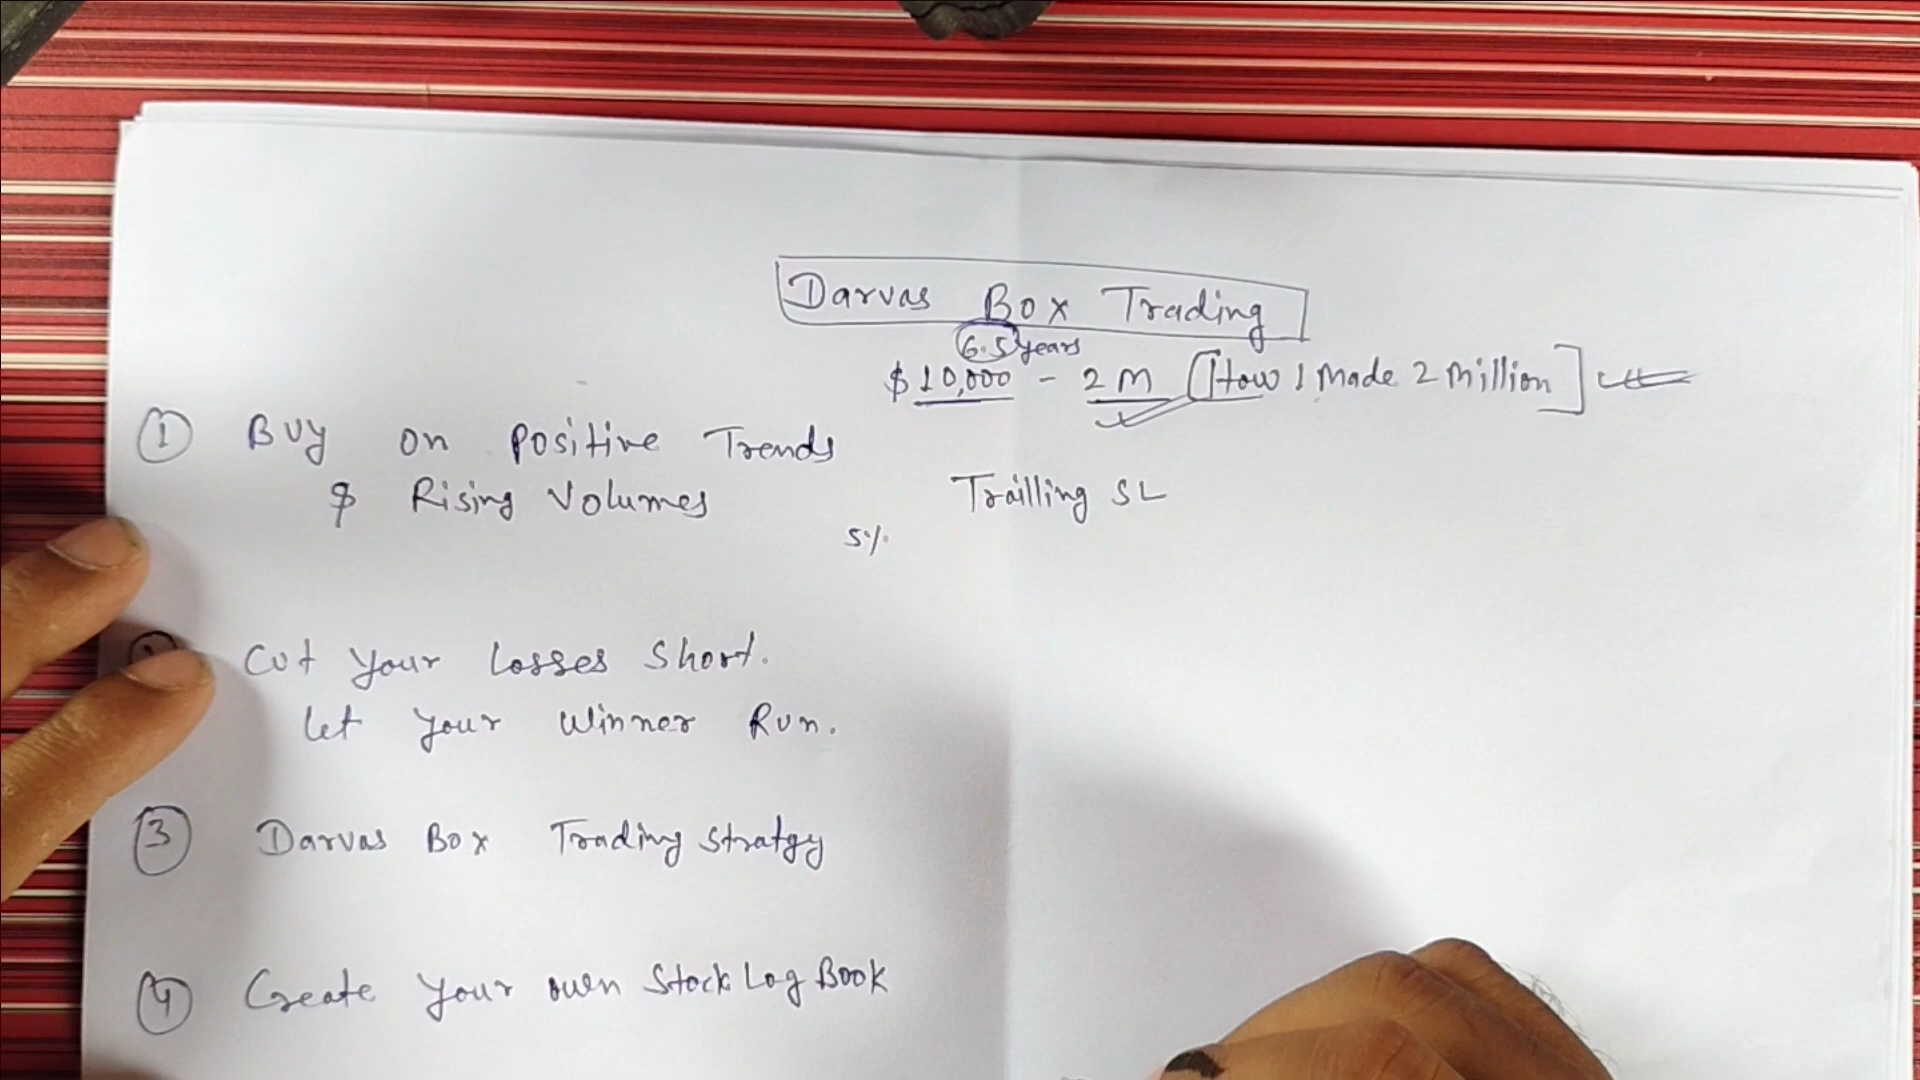 Darvas Box Trading
6.5 years
$10,000 - 2M [How I Made 2 Million]
① Buy on Positive Trends
$ Rising Volumes
Trailling SL
5%
Cut Your Losses Short.
Let Your Winner Run.
③ Darvas Box Trading Stratgy
④ Create Your own Stock Log Book